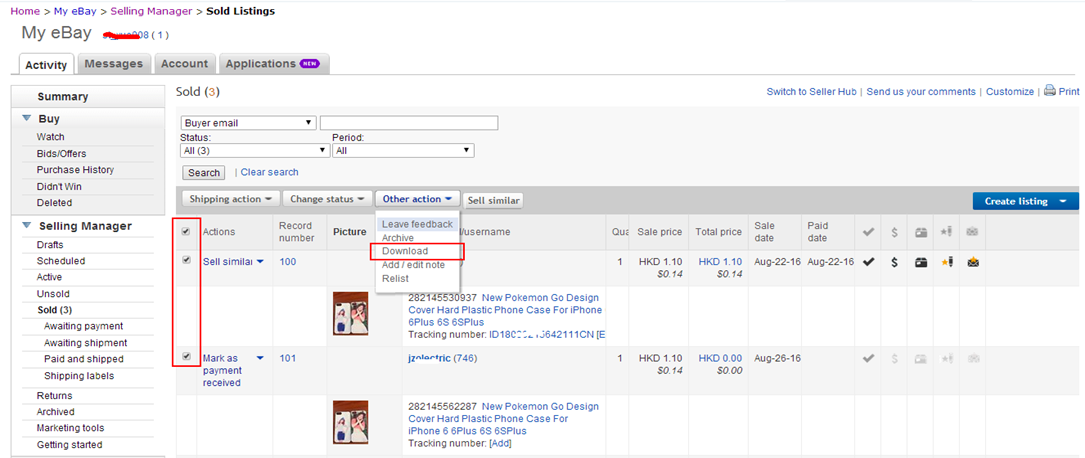 Home > My eBay > Selling Manager > Sold Listings
My eBay ( 1 )
Activity Messages Account Applications NEW
Summary
Buy
Watch
Bids/Offers
Purchase History
Didn't Win
Deleted
Selling Manager
Drafts
Scheduled
Active
Unsold
Sold (3)
Awaiting payment
Awaiting shipment
Paid and shipped
Shipping labels
Returns
Archived
Marketing tools
Getting started
Sold (3)
Switch to Seller Hub | Send us your comments | Customize | Print
Buyer email
Status: Period:
All (3) All
Search | Clear search
Shipping action Change status Other action Sell similar Create listing
Leave feedback
Archive
Download
Add / edit note
Relist
Actions Record number Picture /username Qua Sale price Total price Sale date Paid date
Sell similar 100 1 HKD 1.10 HKD 1.10 Aug-22-16 Aug-22-16
$0.14 $0.14
282145530937 New Pokemon Go Design
Cover Hard Plastic Phone Case For iPhone
6Plus 6S 6SPlus
Tracking number: [E
Mark as payment received 101 (746) 1 HKD 1.10 HKD 0.00 Aug-26-16
$0.14 $0.00
282145562287 New Pokemon Go Design
Cover Hard Plastic Phone Case For
iPhone 6 6Plus 6S 6SPlus
Tracking number: [Add]